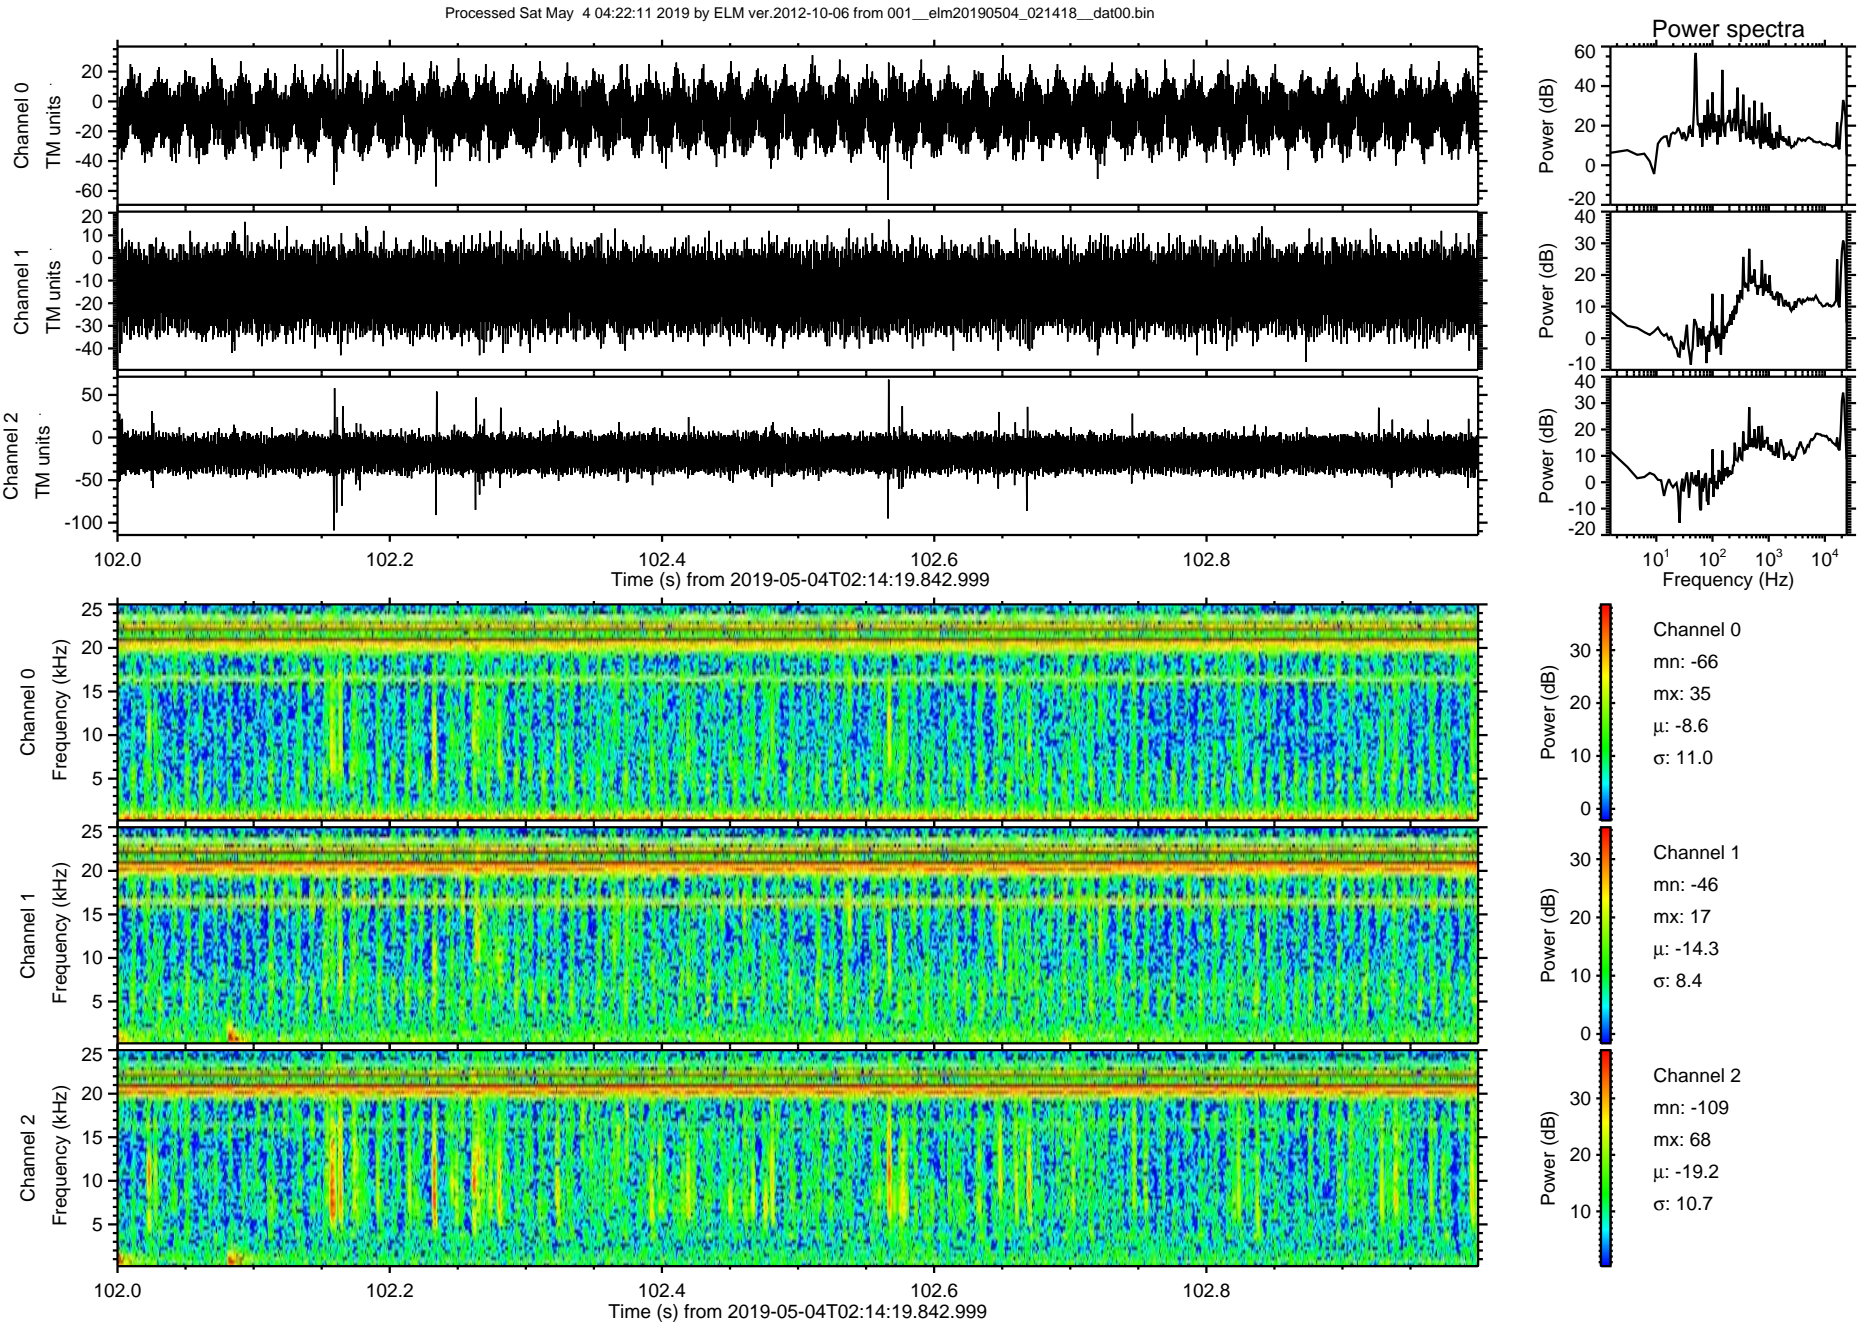 Processed Sat May  4 04:22:11 2019 by ELM ver.2012-10-06 from 001__elm20190504_021418__dat00.bin
Power spectra
Channel 0
TM units
20
0
-20
-40
-60
Power (dB)
60
40
20
0
-20
Channel 1
TM units
20
10
0
-10
-20
-30
-40
Power (dB)
40
30
20
10
0
-10
Channel 2
TM units
50
0
-50
-100
Power (dB)
40
30
20
10
0
-10
-20
102.0 102.2 102.4 102.6 102.8
Time (s) from 2019-05-04T02:14:19.842.999
10^1 10^2 10^3 10^4
Frequency (Hz)
Channel 0
Frequency (kHz)
25
20
15
10
5
Power (dB)
30
20
10
0
Channel 0
mn: -66
mx: 35
μ: -8.6
σ: 11.0
Channel 1
Frequency (kHz)
25
20
15
10
5
Power (dB)
30
20
10
0
Channel 1
mn: -46
mx: 17
μ: -14.3
σ: 8.4
Channel 2
Frequency (kHz)
25
20
15
10
5
Power (dB)
30
20
10
Channel 2
mn: -109
mx: 68
μ: -19.2
σ: 10.7
102.0 102.2 102.4 102.6 102.8
Time (s) from 2019-05-04T02:14:19.842.999